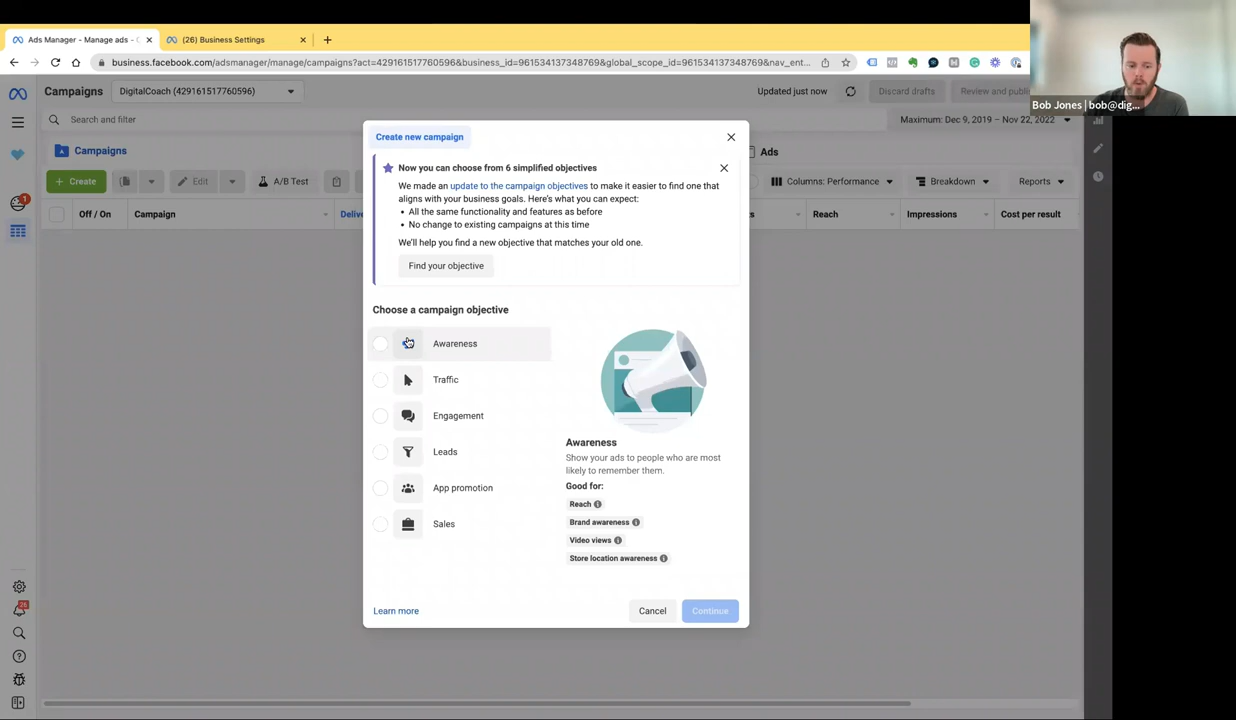 Ads Manager - Manage ads -
(26) Business Settings
business.facebook.com/adsmanager/manage/campaigns?act=429161517760596&business_id=961534137348769&global_scope_id=961534137348769&nav_ent...
Bob Jones | bob@dig...
Campaigns
DigitalCoach (429161517760596)
Updated just now
Discard drafts
Review and publi
Search and filter
Maximum: Dec 9, 2019 – Nov 22, 2022
Campaigns
Ads
+ Create
Edit
A/B Test
Columns: Performance
Breakdown
Reports
Off / On
Campaign
Delive
s
Reach
Impressions
Cost per result
1
26
Create new campaign
Now you can choose from 6 simplified objectives
We made an update to the campaign objectives to make it easier to find one that
aligns with your business goals. Here's what you can expect:
• All the same functionality and features as before
• No change to existing campaigns at this time
We'll help you find a new objective that matches your old one.
Find your objective
Choose a campaign objective
Awareness
Traffic
Engagement
Leads
App promotion
Sales
Awareness
Show your ads to people who are most
likely to remember them.
Good for:
Reach
Brand awareness
Video views
Store location awareness
Learn more
Cancel
Continue